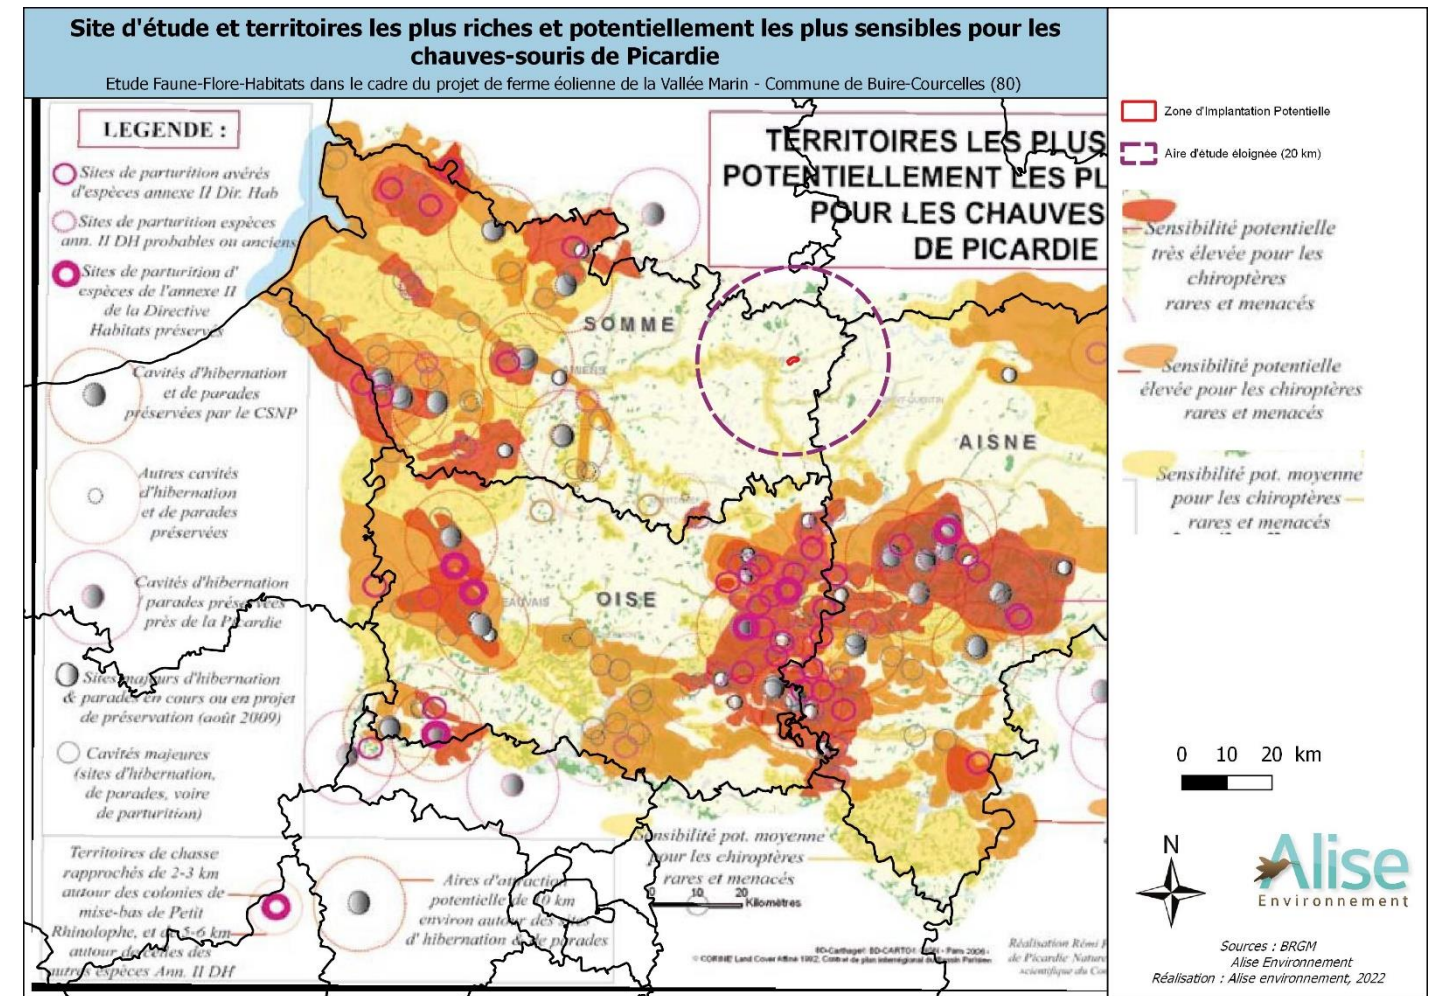 Site d'étude et territoires les plus riches et potentiellement les plus sensibles pour les
chauves-souris de Picardie
Etude Faune-Flore-Habitats dans le cadre du projet de ferme éolienne de la Vallée Marin - Commune de Buire-Courcelles (80)
LEGENDE :
Sites de parturition avérés
d'espèces annexe II Dir. Hab
Sites de parturition espèces
ann. II DH probables ou anciens
Sites de parturition d'
espèces de l'annexe II
de la Directive
Habitats préservés
Cavités d'hibernation
et de parades
préservées par le CSNP
Autres cavités
d'hibernation
et de parades
préservées
Cavités d'hibernation
/ parades préservées
près de la Picardie
Sites majeurs d'hibernation
& parades en cours ou en projet
de préservation (août 2009)
Cavités majeures
(sites d'hibernation,
de parades, voire
de parturition)
Territoires de chasse
rapprochés de 2-3 km
autour des colonies de
mise-bas de Petit
Rhinolophe, et de 5-6 km
autour de celles des
autres espèces Ann. II DH
Aires d'attraction
potentielle de 10 km
environ autour des sites
d'hibernation & de parades
TERRITOIRES LES PLUS
POTENTIELLEMENT LES PL
POUR LES CHAUVES
DE PICARDIE
SOMME
AMIENS
SAINT-QUENTIN
AISNE
OISE
BEAUVAIS
Sensibilité pot. moyenne
pour les chiroptères
rares et menacés
0 10 20
Kilomètres
Réalisation Rémi F
de Picardie Nature
scientifique du Co
Zone d'Implantation Potentielle
Aire d'étude éloignée (20 km)
Sensibilité potentielle
très élevée pour les
chiroptères
rares et menacés
Sensibilité potentielle
élevée pour les chiroptères
rares et menacés
Sensibilité pot. moyenne
pour les chiroptères
rares et menacés
0 10 20 km
N
Alise
Environnement
Sources : BRGM
Alise Environnement
Réalisation : Alise environnement, 2022